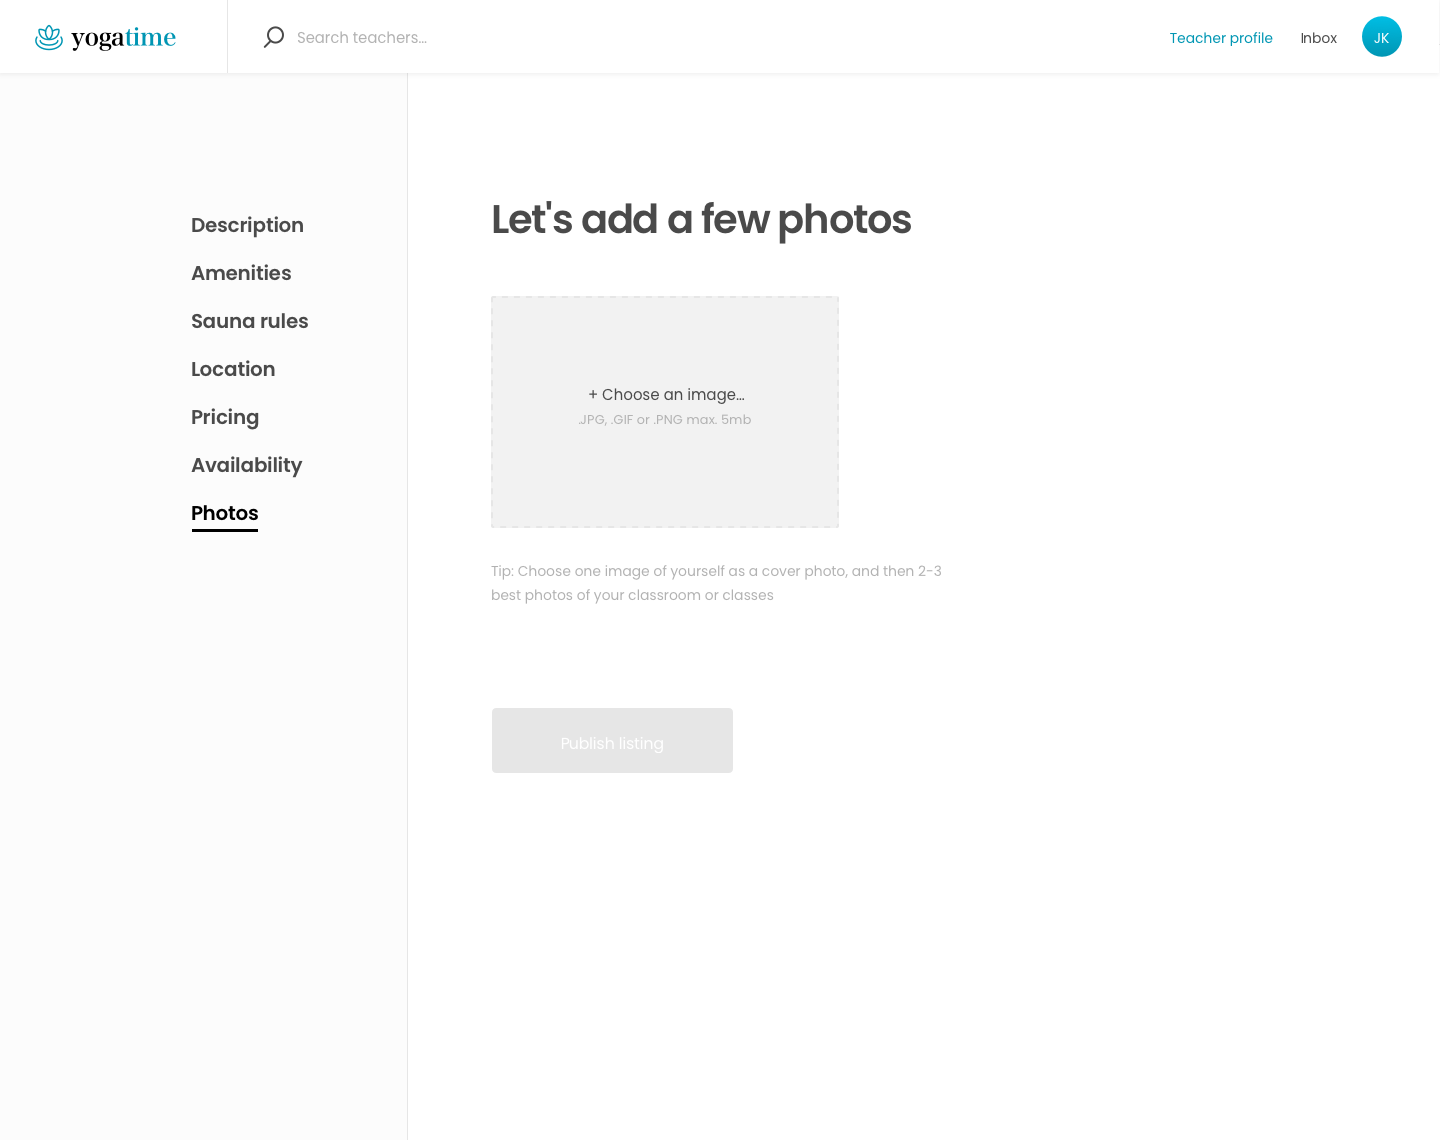 yogatime
Search teachers...
Teacher profile
Inbox
JK
Description
Amenities
Sauna rules
Location
Pricing
Availability
Photos
Let's add a few photos
+ Choose an image...
.JPG, .GIF or .PNG max. 5mb
Tip: Choose one image of yourself as a cover photo, and then 2-3
best photos of your classroom or classes
Publish listing